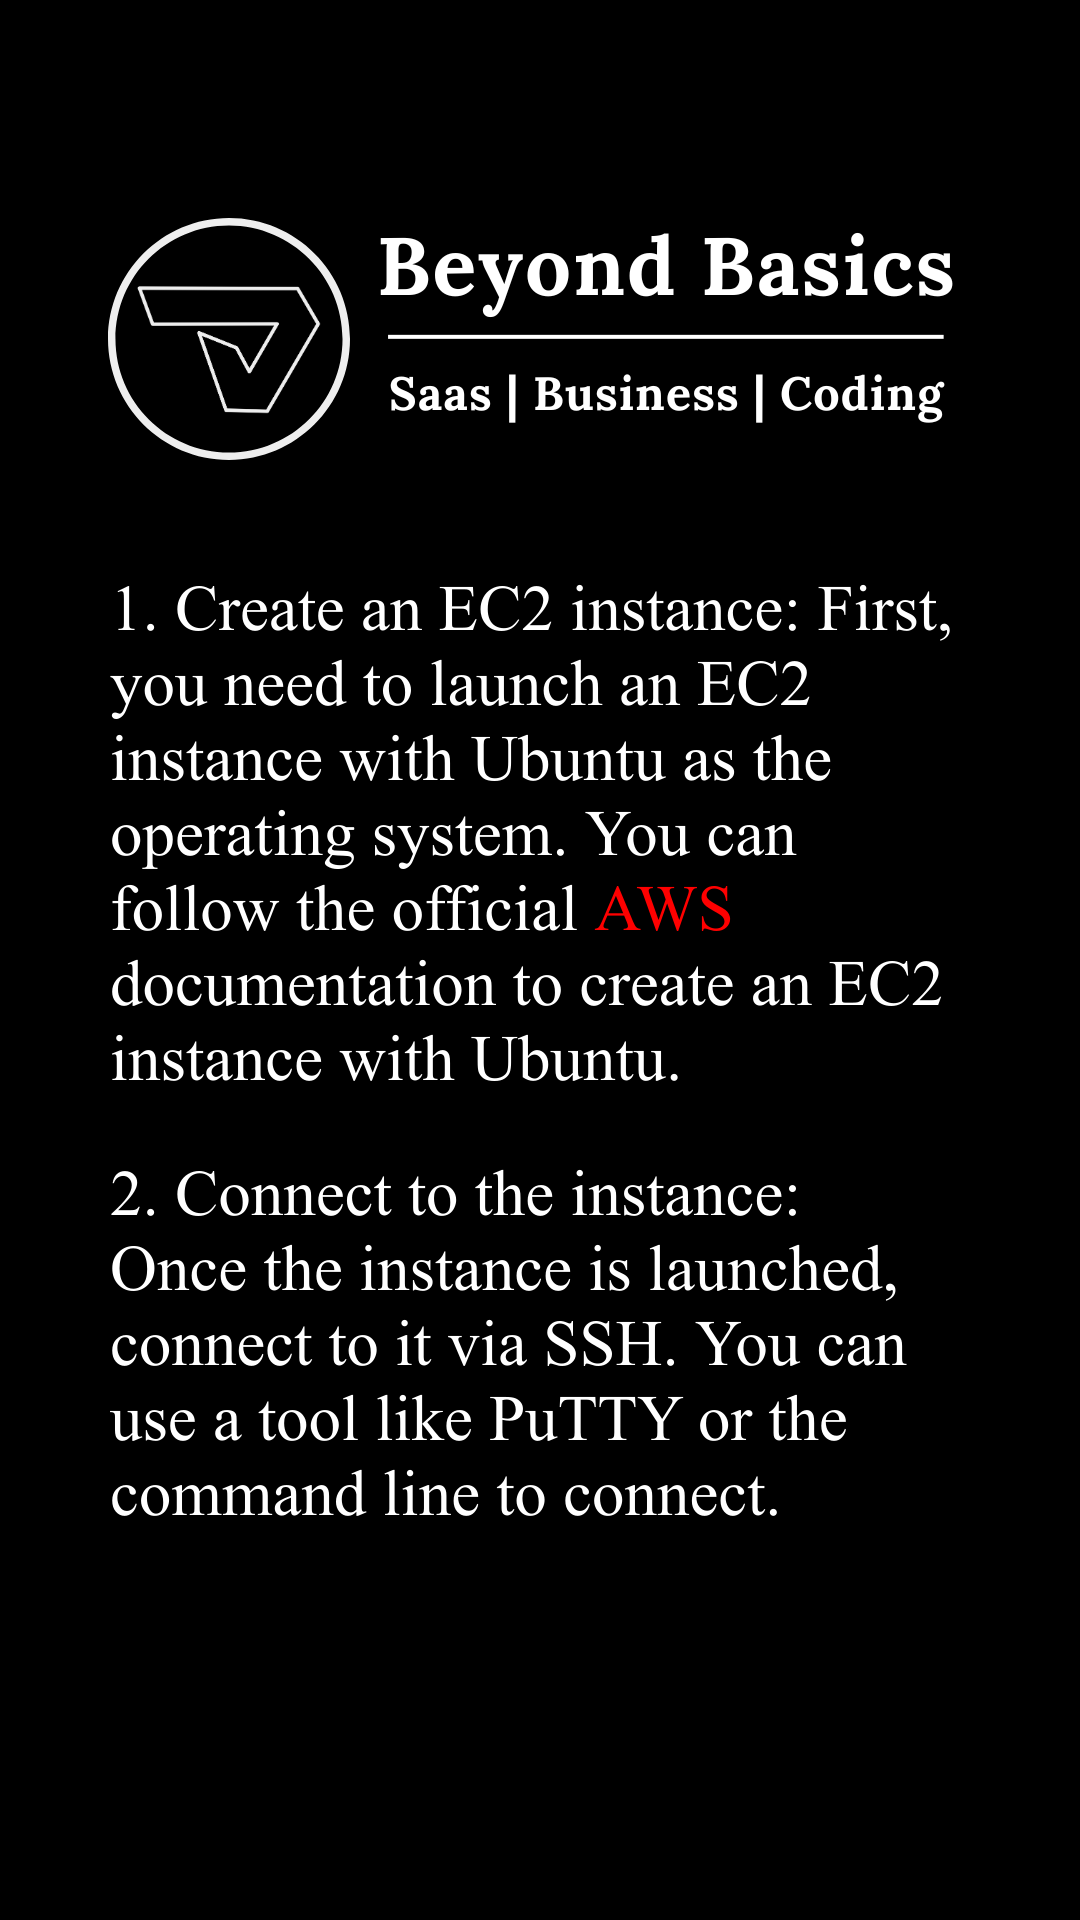 Beyond Basics
Saas | Business | Coding
1. Create an EC2 instance: First,
you need to launch an EC2
instance with Ubuntu as the
operating system. You can
follow the official AWS
documentation to create an EC2
instance with Ubuntu.
2. Connect to the instance:
Once the instance is launched,
connect to it via SSH. You can
use a tool like PuTTY or the
command line to connect.